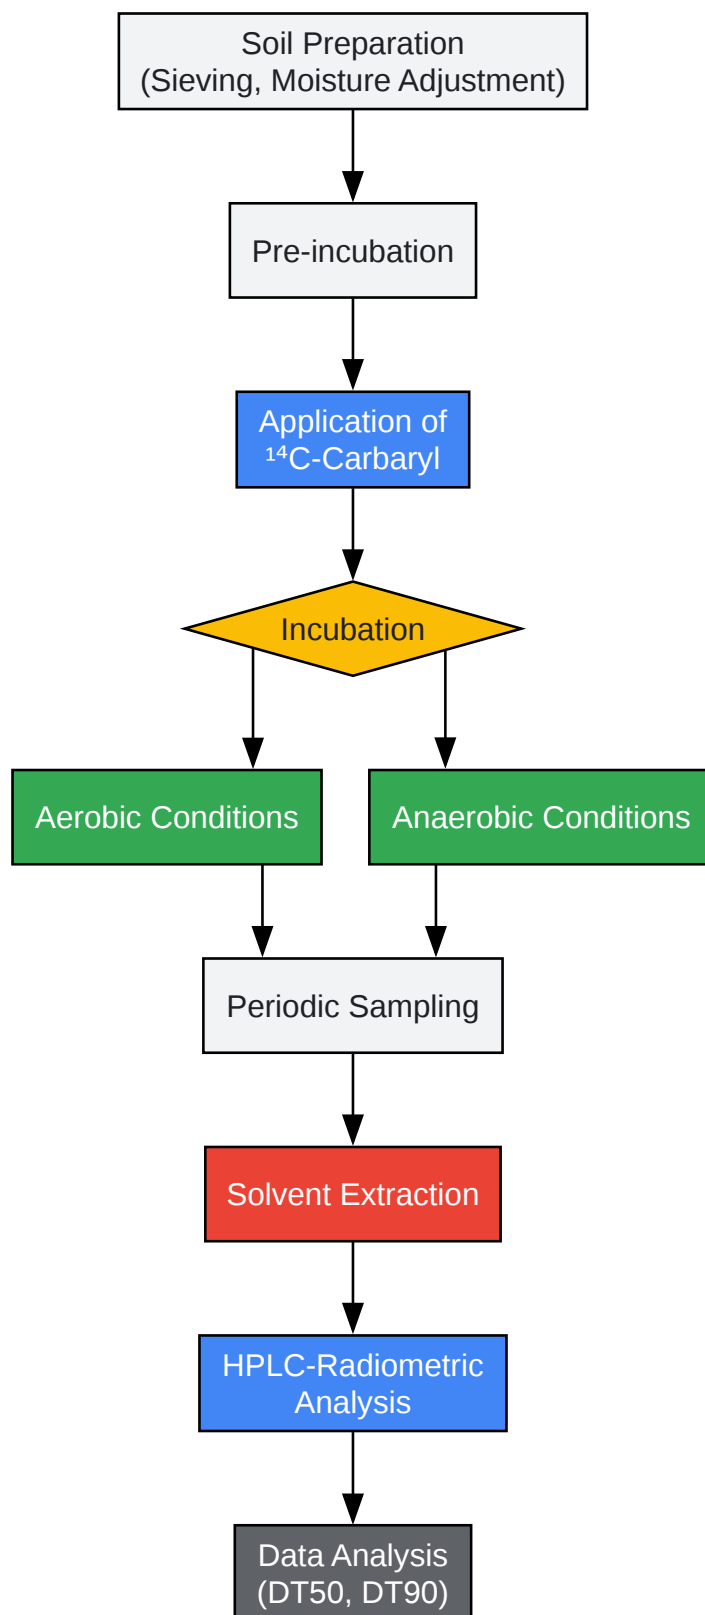 Soil Preparation
(Sieving, Moisture Adjustment)
Pre-incubation
Application of
¹⁴C-Carbaryl
Incubation
Aerobic Conditions
Anaerobic Conditions
Periodic Sampling
Solvent Extraction
HPLC-Radiometric
Analysis
Data Analysis
(DT50, DT90)